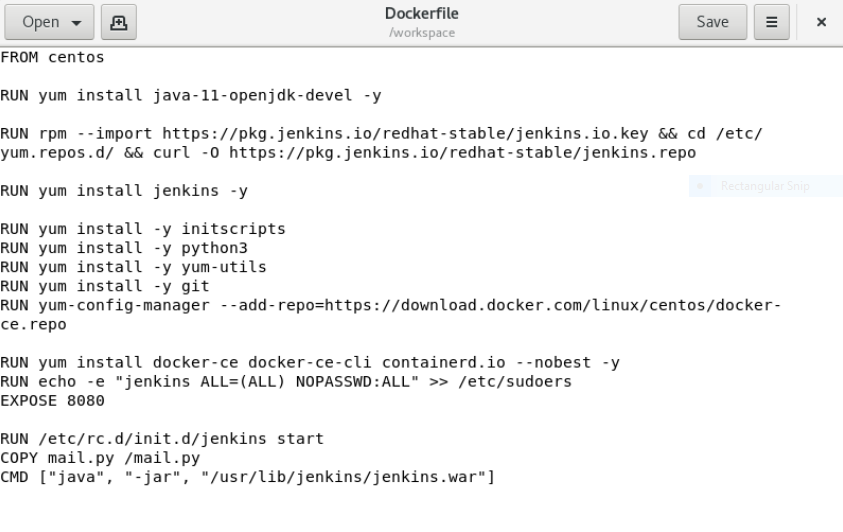 Open
Dockerfile
/workspace
Save
FROM centos
RUN yum install java-11-openjdk-devel -y
RUN rpm --import https://pkg.jenkins.io/redhat-stable/jenkins.io.key && cd /etc/
yum.repos.d/ && curl -O https://pkg.jenkins.io/redhat-stable/jenkins.repo
RUN yum install jenkins -y
Rectangular Snip
RUN yum install -y initscripts
RUN yum install -y python3
RUN yum install -y yum-utils
RUN yum install -y git
RUN yum-config-manager --add-repo=https://download.docker.com/linux/centos/docker-
ce.repo
RUN yum install docker-ce docker-ce-cli containerd.io --nobest -y
RUN echo -e "jenkins ALL=(ALL) NOPASSWD:ALL" >> /etc/sudoers
EXPOSE 8080
RUN /etc/rc.d/init.d/jenkins start
COPY mail.py /mail.py
CMD ["java", "-jar", "/usr/lib/jenkins/jenkins.war"]